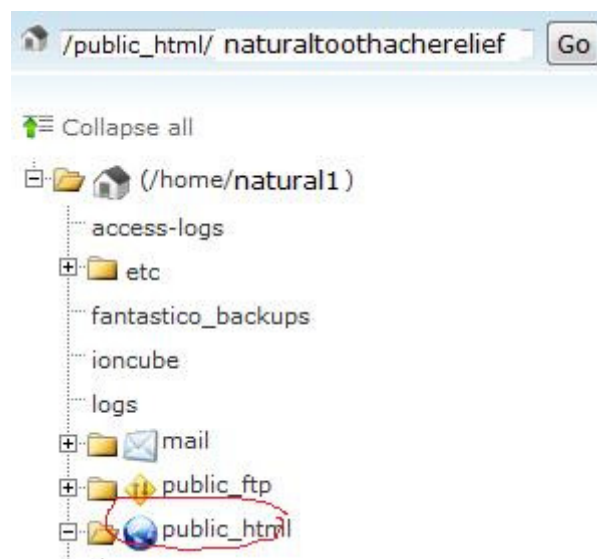 /public_html/ naturaltoothacherelief Go
Collapse all
(/home/natural1)
access-logs
etc
fantastico_backups
ioncube
logs
mail
public_ftp
public_html